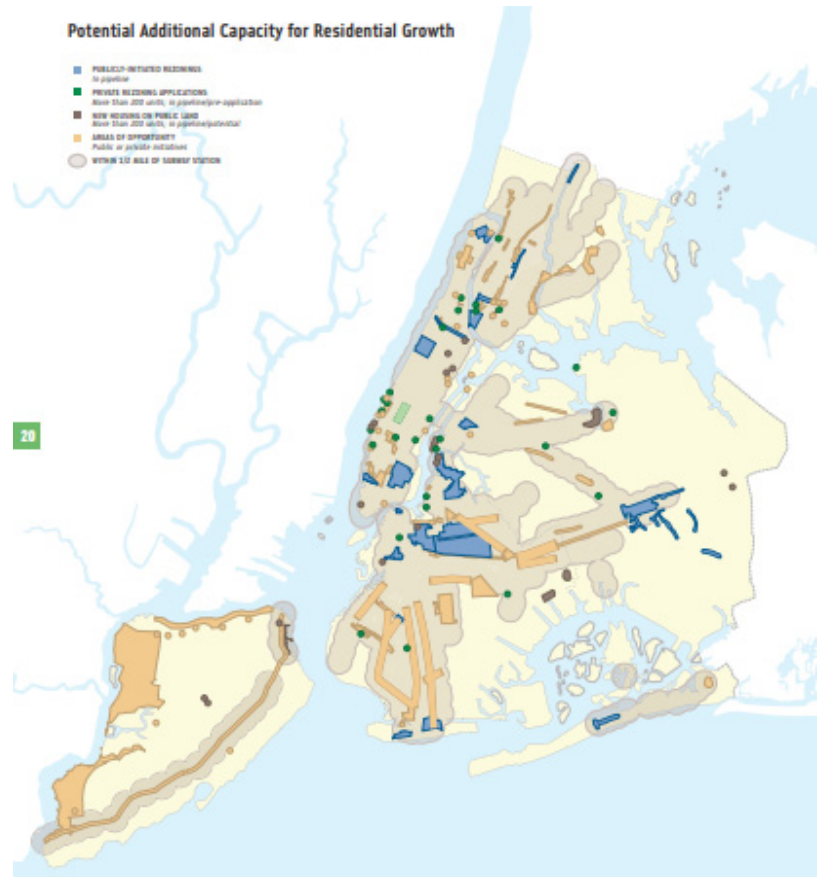 Potential Additional Capacity for Residential Growth
PUBLICLY-INITIATED REZONINGS
In pipeline
PRIVATE REZONING APPLICATIONS
More than 200 units, in pipeline/pre-application
NEW HOUSING ON PUBLIC LAND
More than 200 units, in pipeline/potential
AREAS OF OPPORTUNITY
Public or private initiatives
WITHIN 1/2 MILE OF SUBWAY STATION
20